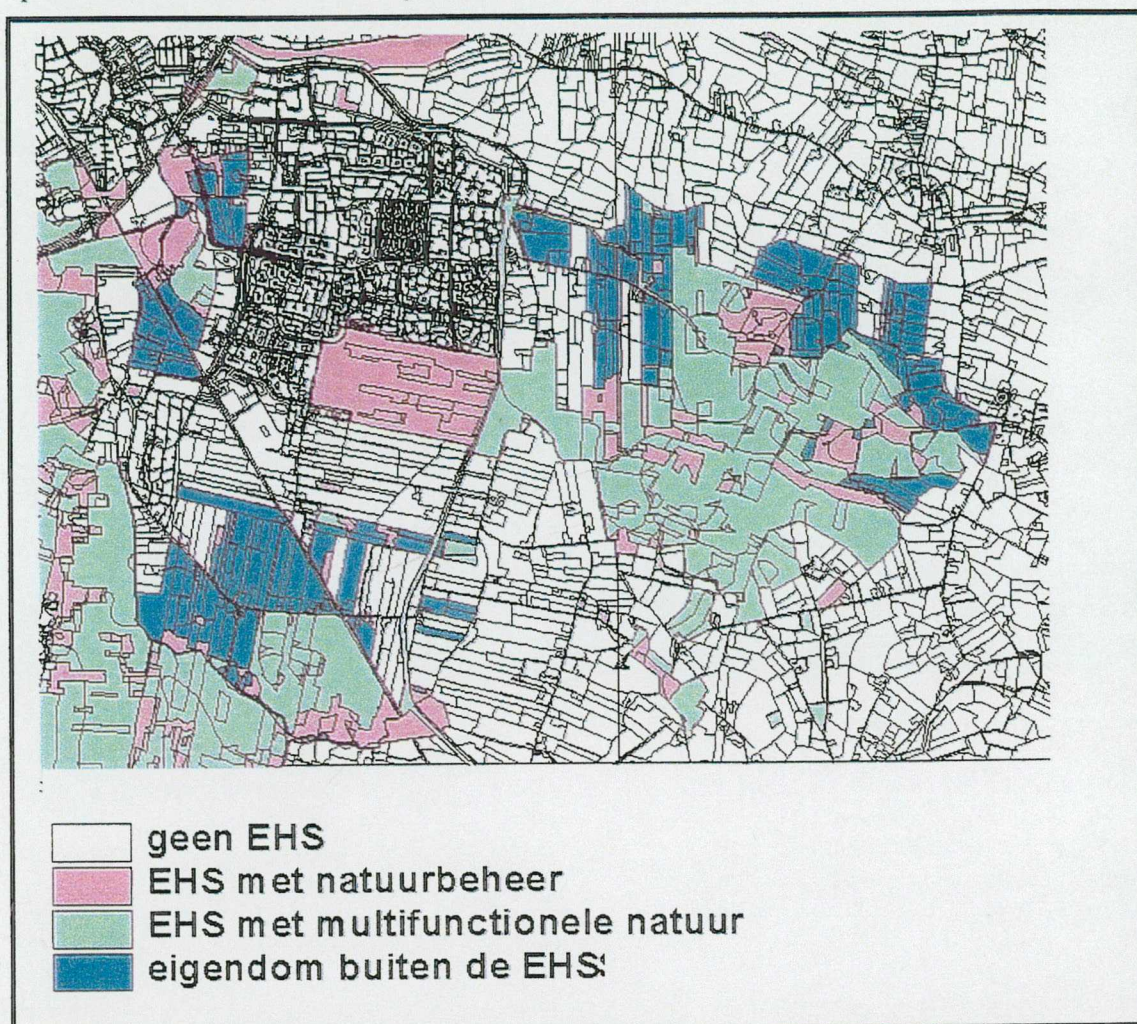 geen EHS
EHS met natuurbeheer
EHS met multifunctionele natuur
eigendom buiten de EHS